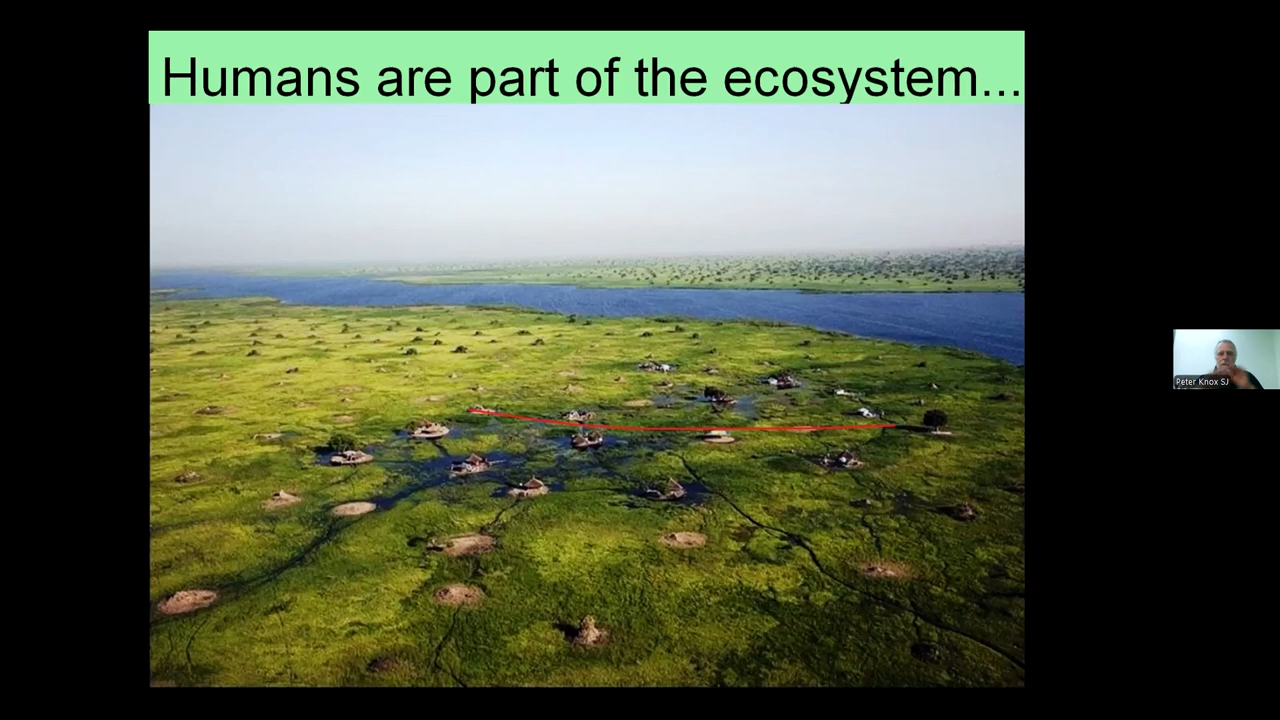 Humans are part of the ecosystem...
Peter Knox SJ